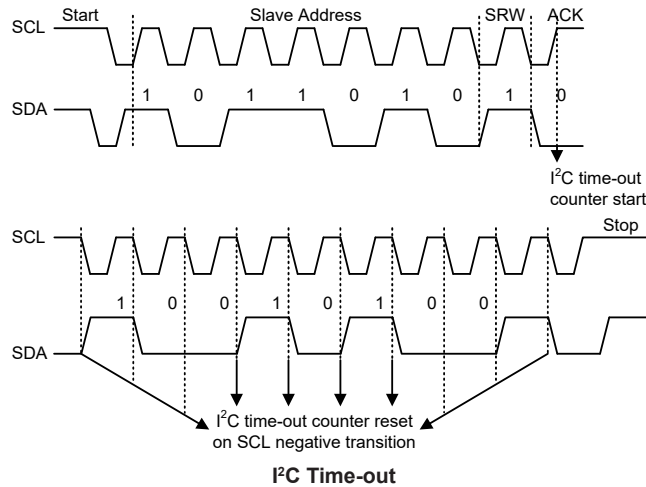 Start Slave Address SRW ACK
SCL
1 0 1 1 0 1 0 1 0
SDA
I²C time-out
counter start
Stop
SCL
1 0 0 1 0 1 0 0
SDA
I²C time-out counter reset
on SCL negative transition
I²C Time-out